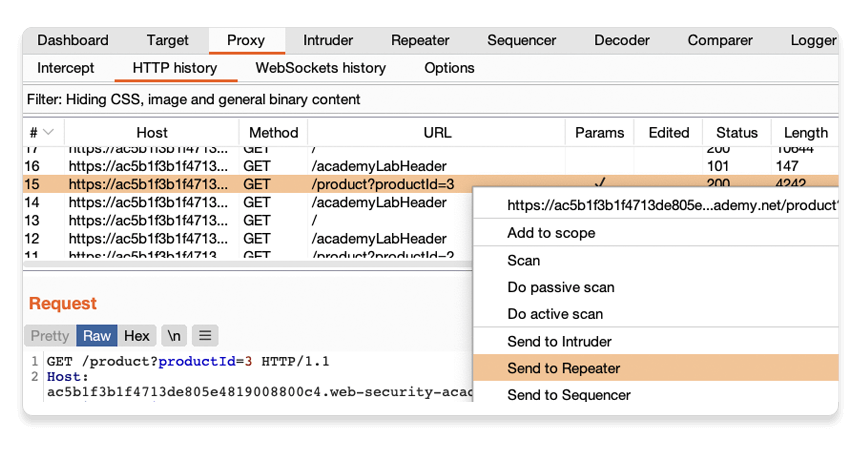 Dashboard Target Proxy Intruder Repeater Sequencer Decoder Comparer Logger
Intercept HTTP history WebSockets history Options
Filter: Hiding CSS, image and general binary content
# Host Method URL Params Edited Status Length
17 https://ac5b1f3b1f4713... GET / 200 10644
16 https://ac5b1f3b1f4713... GET /academyLabHeader 101 147
15 https://ac5b1f3b1f4713... GET /product?productId=3 ✓ 200 4242
14 https://ac5b1f3b1f4713... GET /academyLabHeader
13 https://ac5b1f3b1f4713... GET /
12 https://ac5b1f3b1f4713... GET /academyLabHeader
11 https://ac5b1f3b1f4713... GET /product?productId=2
https://ac5b1f3b1f4713de805e...ademy.net/product?
Add to scope
Scan
Do passive scan
Do active scan
Send to Intruder
Send to Repeater
Send to Sequencer
Request
Pretty Raw Hex \n
1 GET /product?productId=3 HTTP/1.1
2 Host:
ac5b1f3b1f4713de805e4819008800c4.web-security-aca